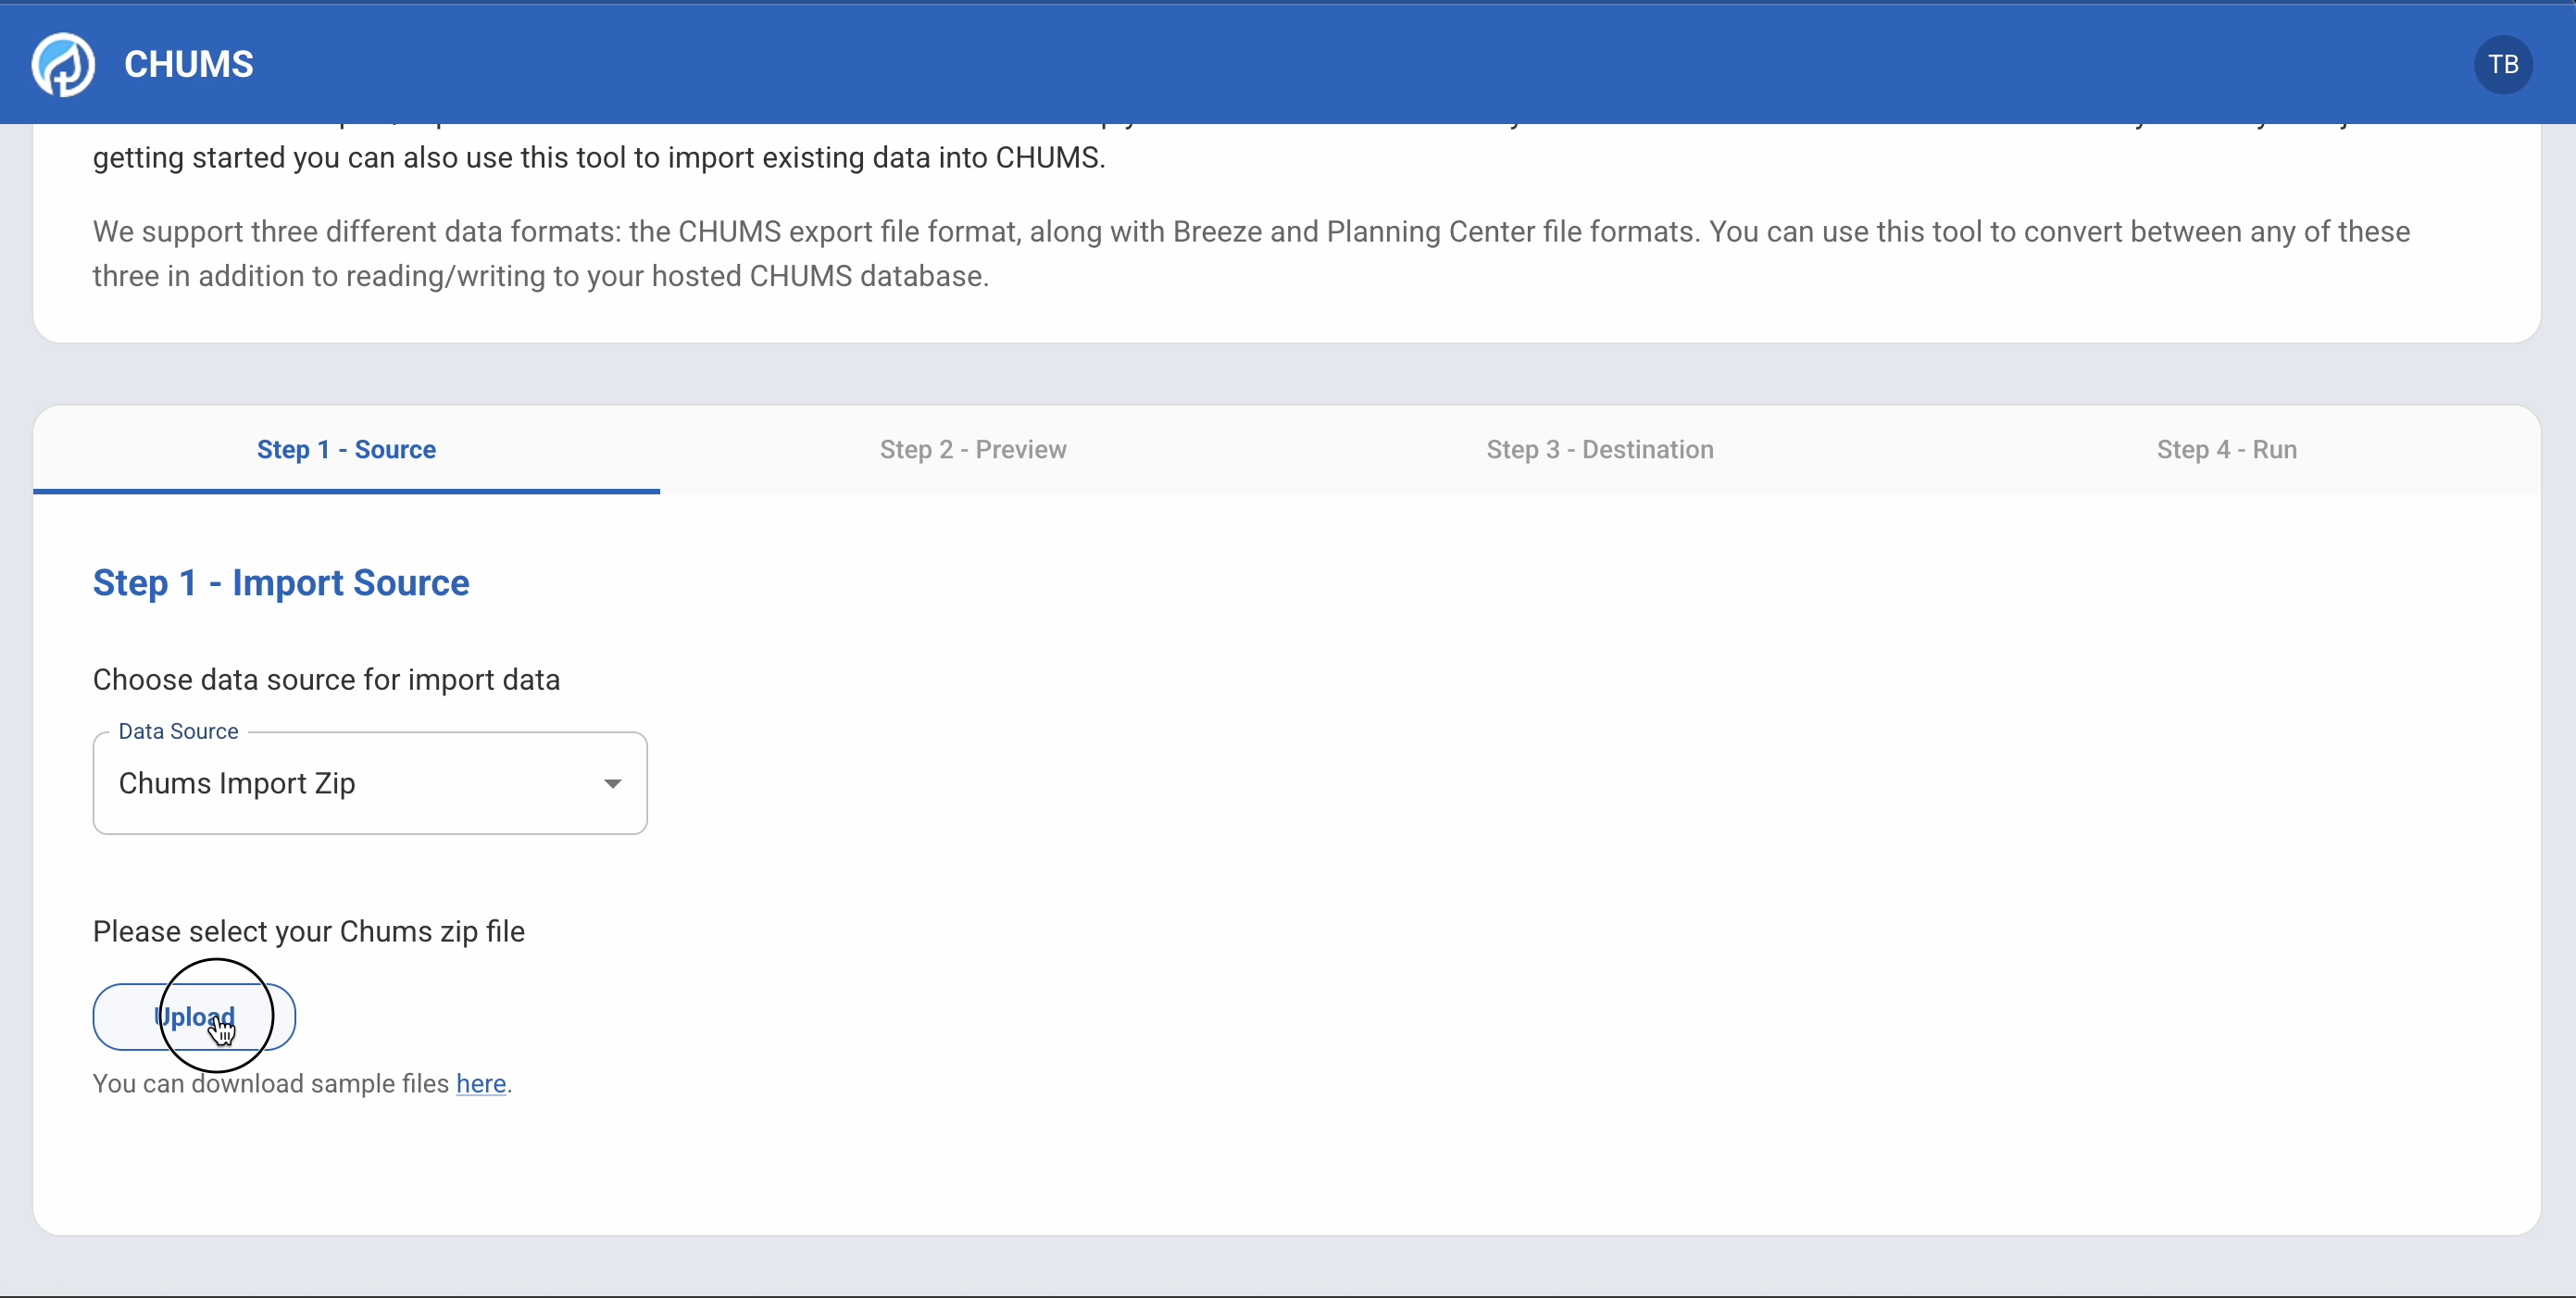 CHUMS
TB
getting started you can also use this tool to import existing data into CHUMS.
We support three different data formats: the CHUMS export file format, along with Breeze and Planning Center file formats. You can use this tool to convert between any of these
three in addition to reading/writing to your hosted CHUMS database.
Step 1 - Source
Step 2 - Preview
Step 3 - Destination
Step 4 - Run
Step 1 - Import Source
Choose data source for import data
Data Source
Chums Import Zip
Please select your Chums zip file
Upload
You can download sample files here.